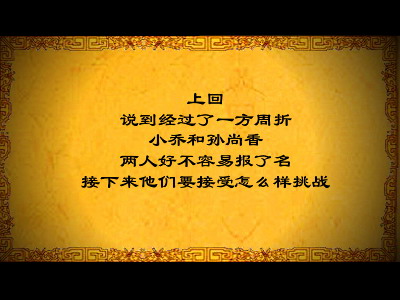 上回
说到经过了一方周折
小乔和孙尚香
两人好不容易报了名
接下来他们要接受怎么样挑战